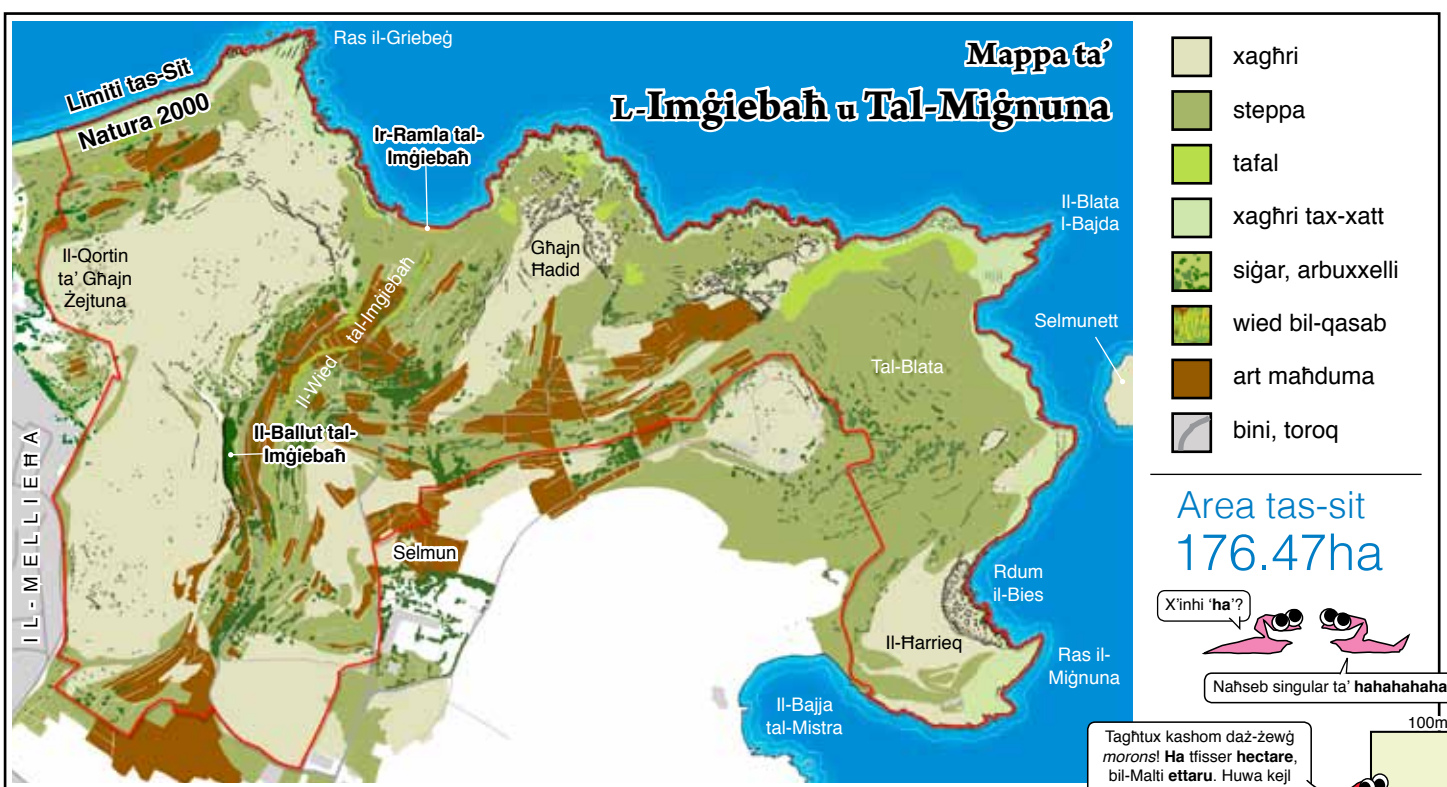 Mappa ta'
L-Imġiebaħ u Tal-Miġnuna
Limiti tas-Sit
Natura 2000
Ras il-Griebeġ
Ir-Ramla tal-
Imġiebaħ
Il-Blata
l-Bajda
Il-Qortin
ta' Għajn
Żejtuna
Għajn
Ħadid
Selmunett
Il-Wied tal-Imġiebaħ
Tal-Blata
Il-Ballut tal-
Imġiebaħ
IL-MELLIEĦA
Selmun
Rdum
il-Bies
Il-Ħarrieq
Ras il-
Miġnuna
Il-Bajja
tal-Mistra
xagħri
steppa
tafal
xagħri tax-xatt
siġar, arbuxxelli
wied bil-qasab
art maħduma
bini, toroq
Area tas-sit
176.47ha
X'inhi 'ha'?
Naħseb singular ta' hahahahaha
100m
Tagħtux kashom daż-żewġ
morons! Ha tfisser hectare,
bil-Malti ettaru. Huwa kejl